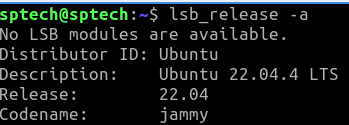 sptech@sptech:~$ lsb_release -a
No LSB modules are available.
Distributor ID: Ubuntu
Description:    Ubuntu 22.04.4 LTS
Release:        22.04
Codename:       jammy